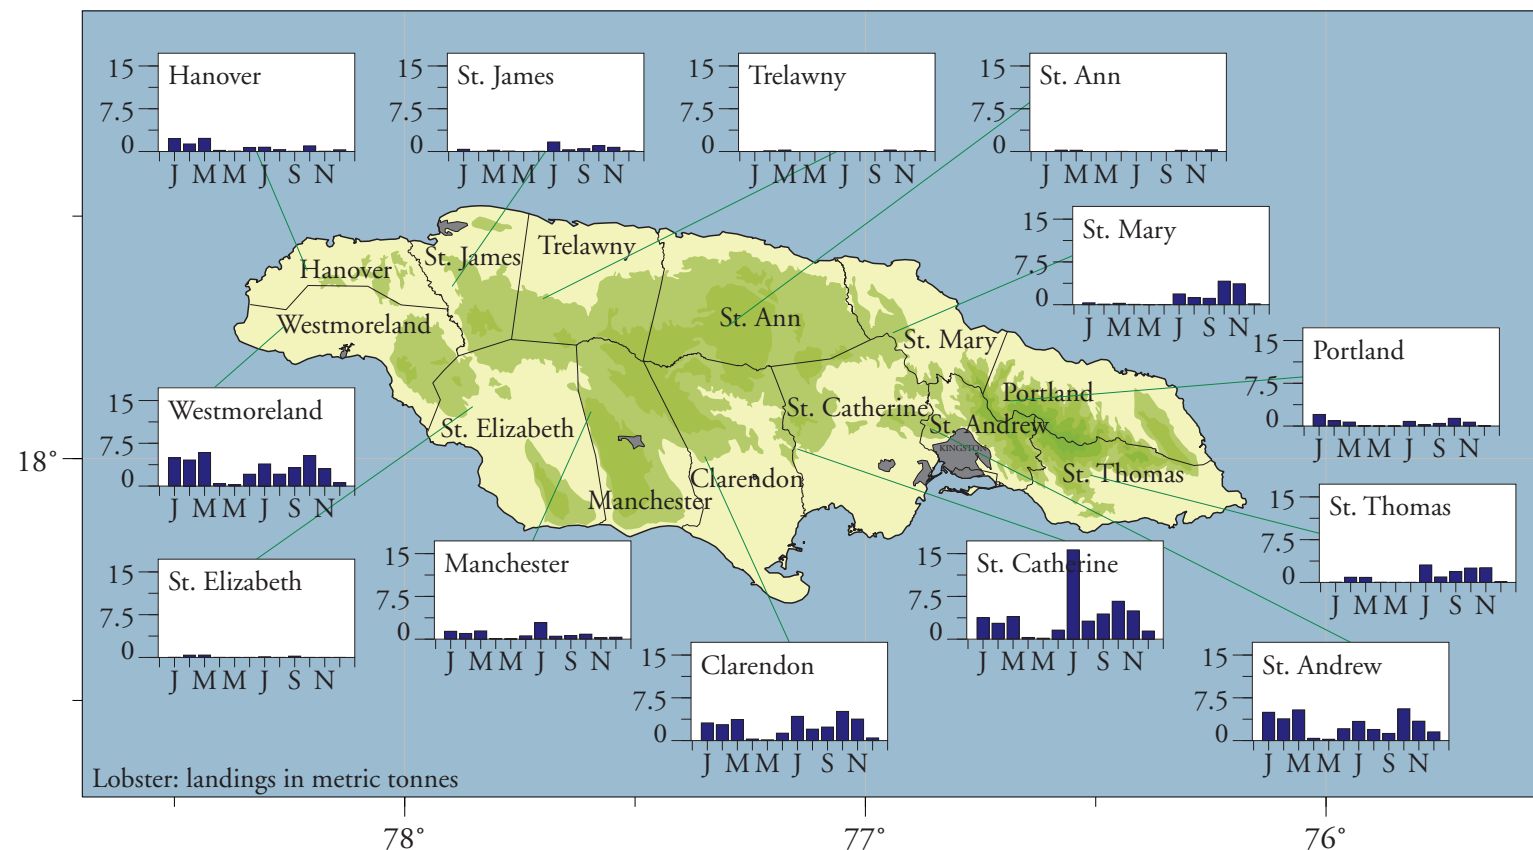 Hanover
15
7.5
0
J M M J S N
St. James
15
7.5
0
J M M J S N
Trelawny
15
7.5
0
J M M J S N
St. Ann
15
7.5
0
J M M J S N
St. Mary
15
7.5
0
J M M J S N
Portland
15
7.5
0
J M M J S N
Westmoreland
15
7.5
0
J M M J S N
St. Thomas
15
7.5
0
J M M J S N
St. Elizabeth
15
7.5
0
J M M J S N
Manchester
15
7.5
0
J M M J S N
St. Catherine
15
7.5
0
J M M J S N
Clarendon
15
7.5
0
J M M J S N
St. Andrew
15
7.5
0
J M M J S N
Hanover
St. James
Trelawny
Westmoreland
St. Ann
St. Mary
Portland
St. Catherine
St. Andrew
St. Elizabeth
KINGSTON
St. Thomas
Clarendon
Manchester
18°
Lobster: landings in metric tonnes
78°
77°
76°